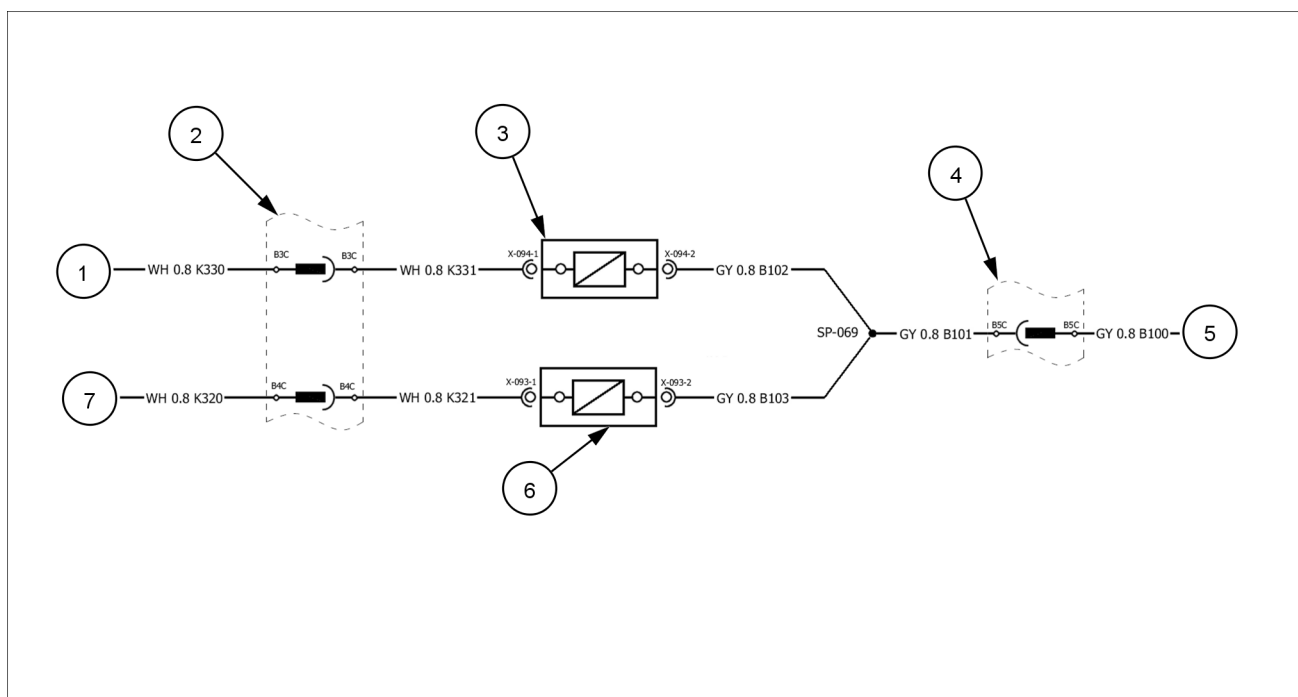 2
3
4
B3C B3C X-094-1 X-094-2
1 WH 0.8 K330 WH 0.8 K331 GY 0.8 B102
SP-069 GY 0.8 B101 B5C B5C GY 0.8 B100 5
B4C B4C X-093-1 X-093-2
7 WH 0.8 K320 WH 0.8 K321 GY 0.8 B103
6